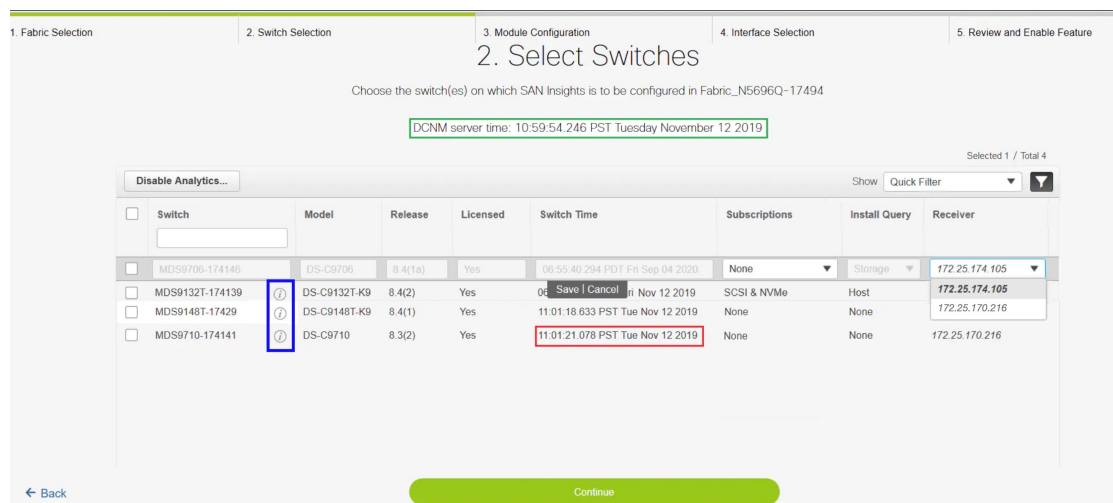 1. Fabric Selection 2. Switch Selection 3. Module Configuration 4. Interface Selection 5. Review and Enable Feature
2. Select Switches
Choose the switch(es) on which SAN Insights is to be configured in Fabric_N5696Q-17494
DCNM server time: 10:59:54.246 PST Tuesday November 12 2019
Selected 1 / Total 4
Disable Analytics... Show Quick Filter
Switch Model Release Licensed Switch Time Subscriptions Install Query Receiver
MDS9706-174146 DS-C9706 8.4(1a) Yes 06:55:40.294 PDT Fri Sep 04 2020 None Storage 172.25.174.105
MDS9132T-174139 DS-C9132T-K9 8.4(2) Yes 06 Save | Cancel ri Nov 12 2019 SCSI & NVMe Host 172.25.174.105
MDS9148T-17429 DS-C9148T-K9 8.4(1) Yes 11:01:18.633 PST Tue Nov 12 2019 None None 172.25.170.216
MDS9710-174141 DS-C9710 8.3(2) Yes 11:01:21.078 PST Tue Nov 12 2019 None None 172.25.170.216
← Back Continue